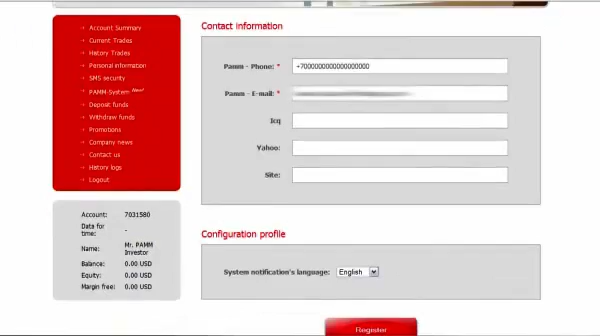 Account Summary
Current Trades
History Trades
Personal information
SMS security
PAMM-System New!
Deposit funds
Withdraw funds
Promotions
Company news
Contact us
History logs
Logout
Account: 7031580
Data for time: -
Name: Mr. PAMM Investor
Balance: 0.00 USD
Equity: 0.00 USD
Margin free: 0.00 USD
Contact information
Pamm - Phone: *
Pamm - E-mail: *
Icq
Yahoo:
Site:
Configuration profile
System notification's language: English
Register